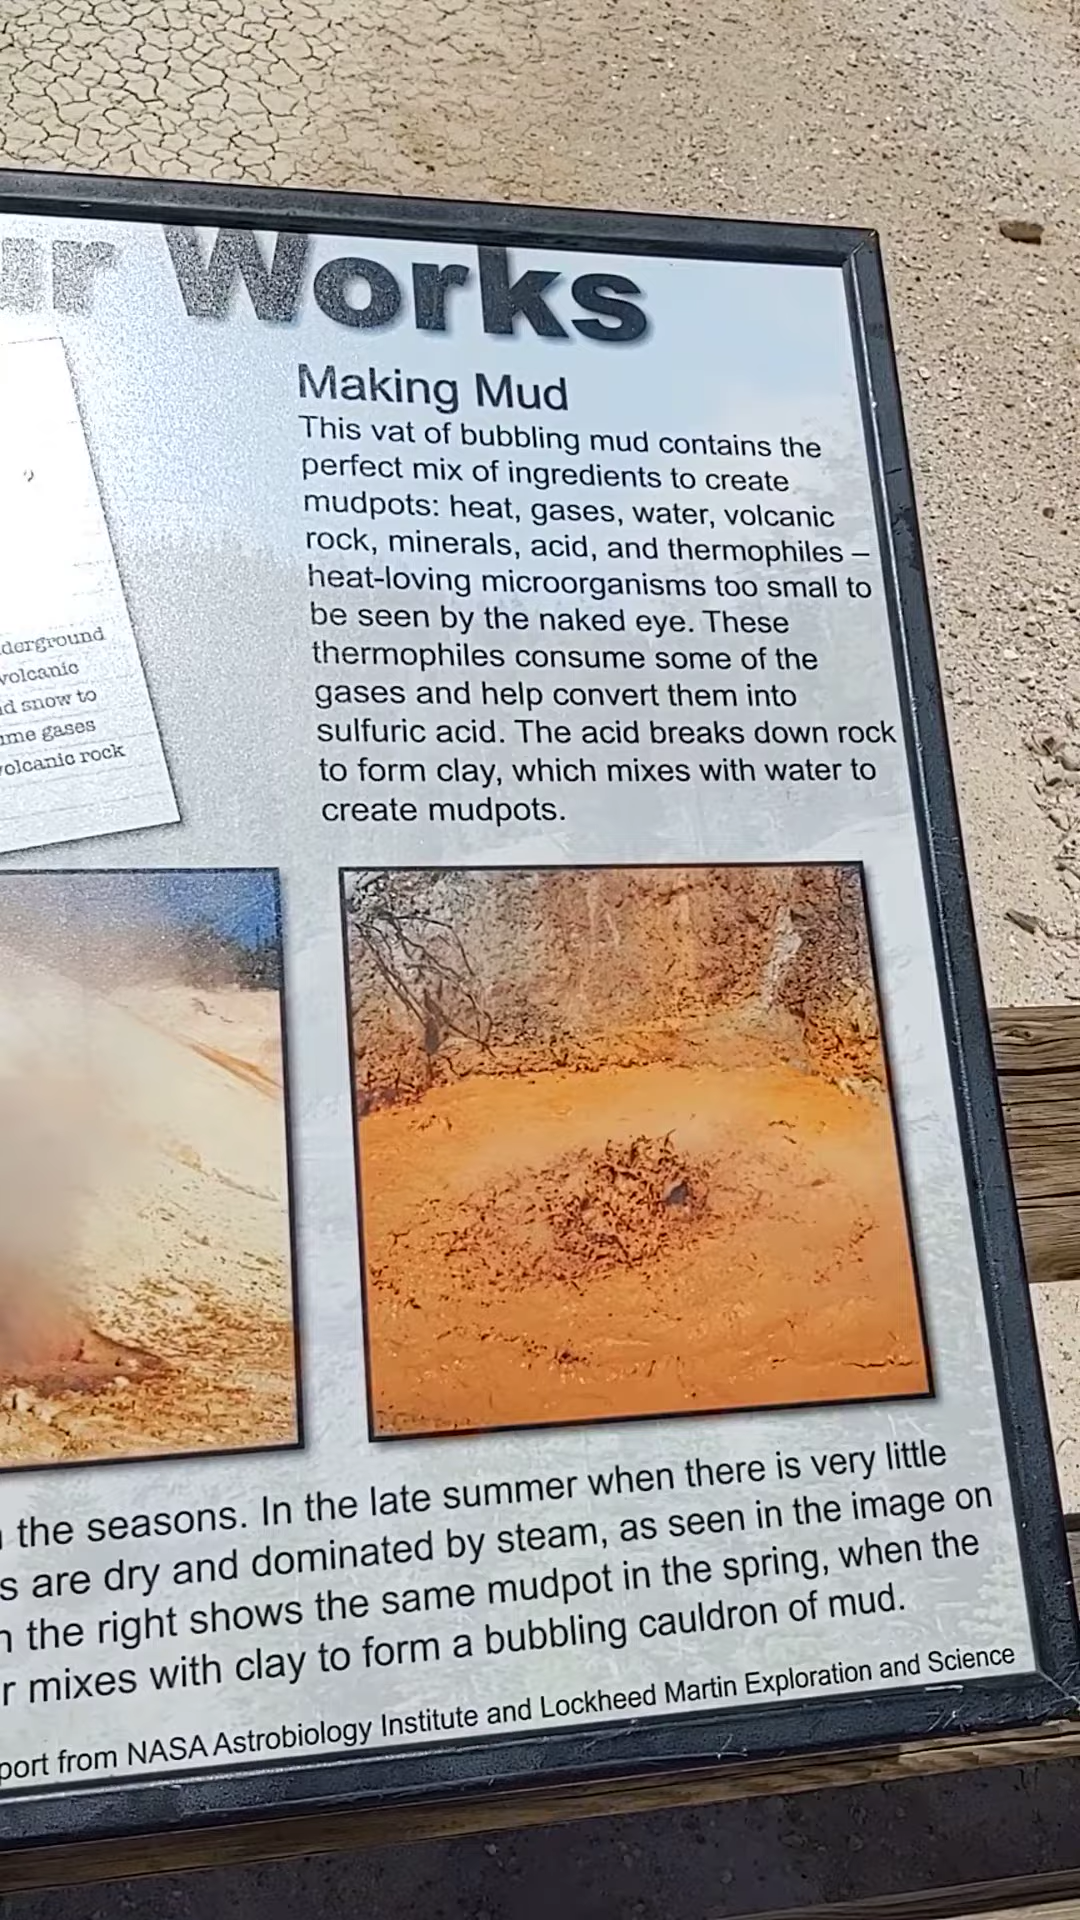 Works
Making Mud
This vat of bubbling mud contains the
perfect mix of ingredients to create
mudpots: heat, gases, water, volcanic
rock, minerals, acid, and thermophiles –
heat-loving microorganisms too small to
be seen by the naked eye. These
thermophiles consume some of the
gases and help convert them into
sulfuric acid. The acid breaks down rock
to form clay, which mixes with water to
create mudpots.
volcanic
snow to
gases
volcanic rock
the seasons. In the late summer when there is very little
are dry and dominated by steam, as seen in the image on
the right shows the same mudpot in the spring, when the
mixes with clay to form a bubbling cauldron of mud.
from NASA Astrobiology Institute and Lockheed Martin Exploration and Science